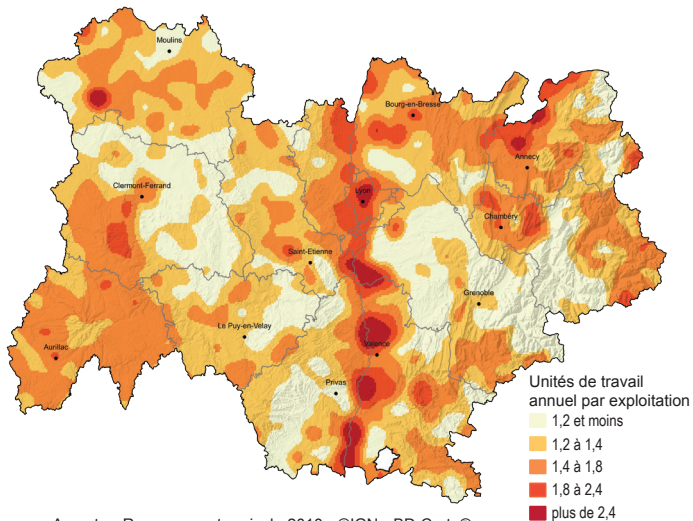 Moulins
Bourg-en-Bresse
Annecy
Clermont-Ferrand
Lyon
Chambéry
Saint-Etienne
Grenoble
Le Puy-en-Velay
Aurillac
Valence
Privas
Unités de travail
annuel par exploitation
1,2 et moins
1,2 à 1,4
1,4 à 1,8
1,8 à 2,4
plus de 2,4